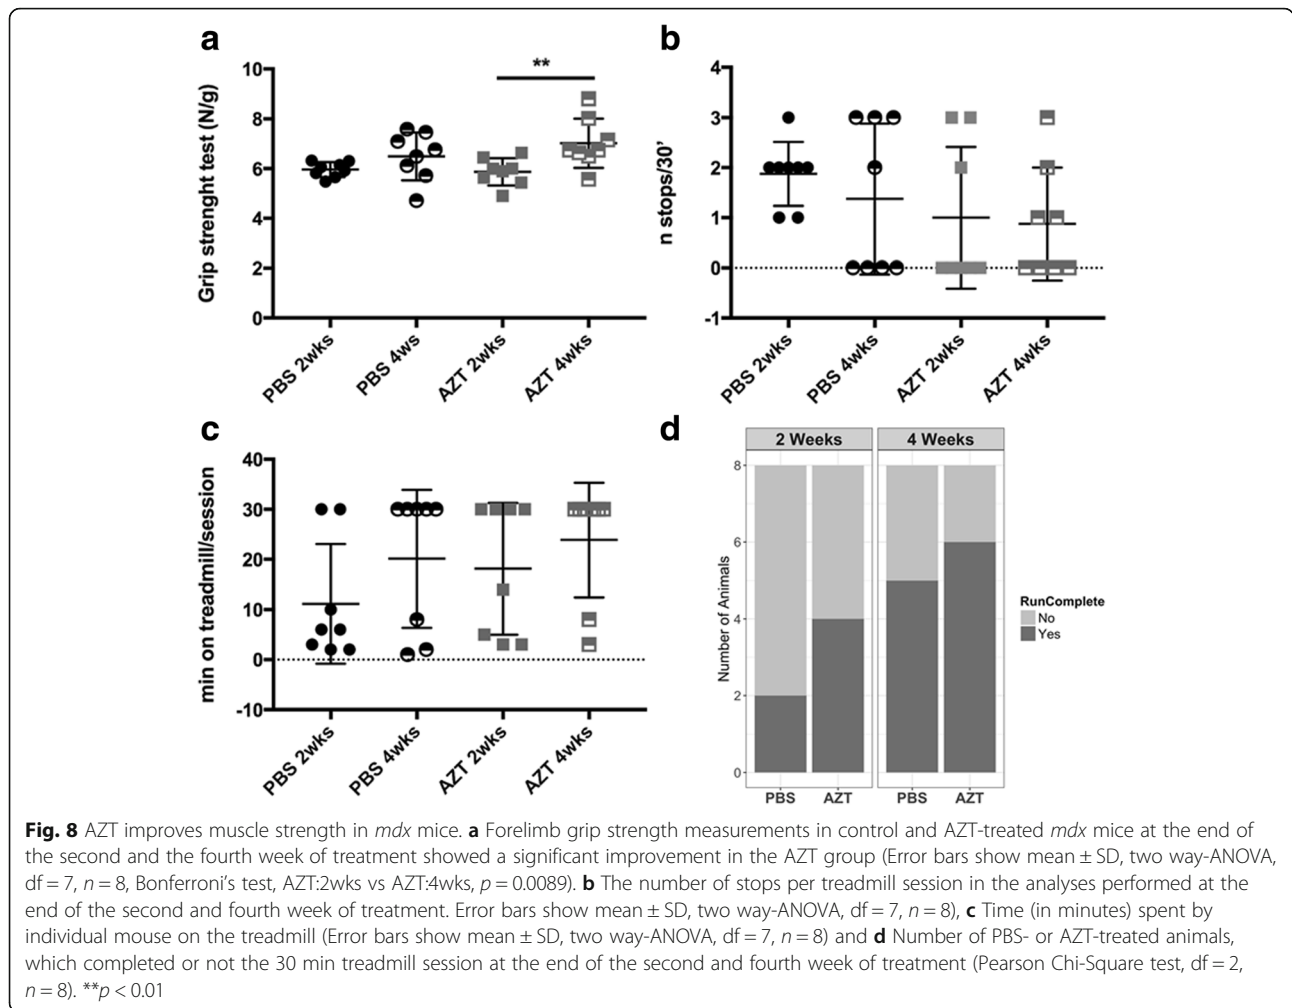 a
Grip strenght test (N/g)
10
8
6
4
2
0
**
PBS 2wks
PBS 4ws
AZT 2wks
AZT 4wks
b
n stops/30'
4
3
2
1
0
-1
PBS 2wks
PBS 4wks
AZT 2wks
AZT 4wks
c
min on treadmill/session
40
30
20
10
0
-10
PBS 2wks
PBS 4wks
AZT 2wks
AZT 4wks
d
2 Weeks
4 Weeks
Number of Animals
8
6
4
2
0
PBS
AZT
PBS
AZT
RunComplete
No
Yes
Fig. 8 AZT improves muscle strength in mdx mice. a Forelimb grip strength measurements in control and AZT-treated mdx mice at the end of
the second and the fourth week of treatment showed a significant improvement in the AZT group (Error bars show mean ± SD, two way-ANOVA,
df = 7, n = 8, Bonferroni's test, AZT:2wks vs AZT:4wks, p = 0.0089). b The number of stops per treadmill session in the analyses performed at the
end of the second and fourth week of treatment. Error bars show mean ± SD, two way-ANOVA, df = 7, n = 8), c Time (in minutes) spent by
individual mouse on the treadmill (Error bars show mean ± SD, two way-ANOVA, df = 7, n = 8) and d Number of PBS- or AZT-treated animals,
which completed or not the 30 min treadmill session at the end of the second and fourth week of treatment (Pearson Chi-Square test, df = 2,
n = 8). **p < 0.01